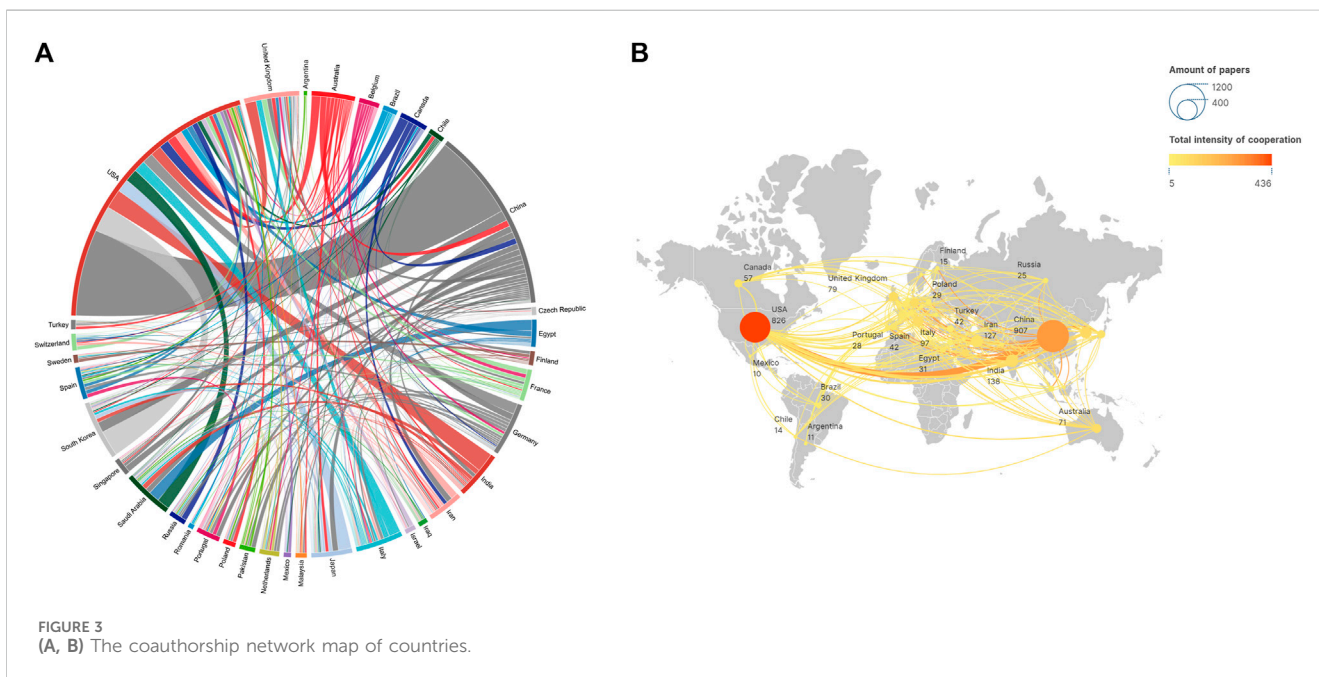 A
United Kingdom
Argentina
Australia
Belgium
Brazil
Canada
Chile
China
Czech Republic
Egypt
Finland
France
Germany
India
Iran
Iraq
Israel
Italy
Japan
Malaysia
Mexico
Netherlands
Pakistan
Poland
Portugal
Romania
Russia
Saudi Arabia
Singapore
South Korea
Spain
Sweden
Switzerland
Turkey
USA
B
Amount of papers
1200
400
Total intensity of cooperation
5 436
Finland
15
Canada
57
Russia
25
United Kingdom
79
Poland
29
USA
826
Turkey
42
China
907
Portugal
28
Spain
42
Italy
97
Iran
127
Mexico
10
Egypt
31
India
138
Brazil
30
Australia
71
Chile
14
Argentina
11
FIGURE 3
(A, B) The coauthorship network map of countries.